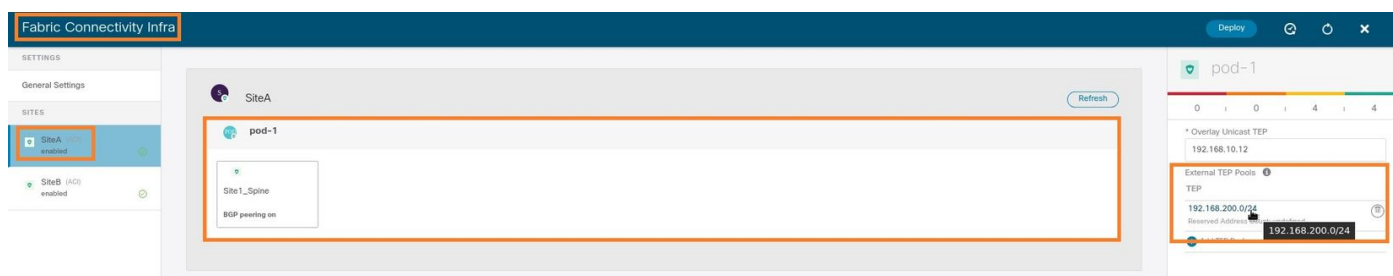 Fabric Connectivity Infra
Deploy
SETTINGS
General Settings
SITES
SiteA
enabled
SiteB (ACI)
enabled
SiteA
Refresh
pod-1
Site1_Spine
BGP peering on
pod-1
0 0 4 4
* Overlay Unicast TEP
192.168.10.12
External TEP Pools
TEP
192.168.200.0/24
Reserved Address
192.168.200.0/24